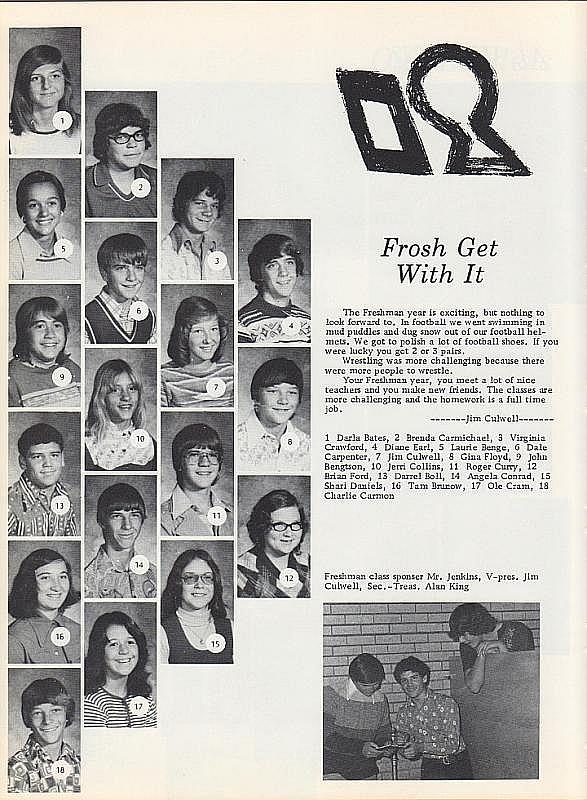 Frosh Get
With It
The Freshman year is exciting, but nothing to
look forward to. In football we went swimming in
mud puddles and dug snow out of our football hel-
mets. We got to polish a lot of football shoes. If you
were lucky you got 2 or 3 pairs.
Wrestling was more challenging because there
were more people to wrestle.
Your Freshman year, you meet a lot of nice
teachers and you make new friends. The classes are
more challenging and the homework is a full time
job.
-------Jim Culwell-------
1 Darla Bates, 2 Brenda Carmichael, 3 Virginia
Crawford, 4 Diane Earl, 5 Laurie Benge, 6 Dale
Carpenter, 7 Jim Culwell, 8 Gina Floyd, 9 John
Bengtson, 10 Jerri Collins, 11 Roger Curry, 12
Brian Ford, 13 Darrel Boll, 14 Angela Conrad, 15
Shari Daniels, 16 Tam Brunow, 17 Ole Cram, 18
Charlie Carmon
Freshman class sponser Mr. Jenkins, V-pres. Jim
Culwell, Sec.-Treas. Alan King
1
2
3
4
5
6
7
8
9
10
11
12
13
14
15
16
17
18